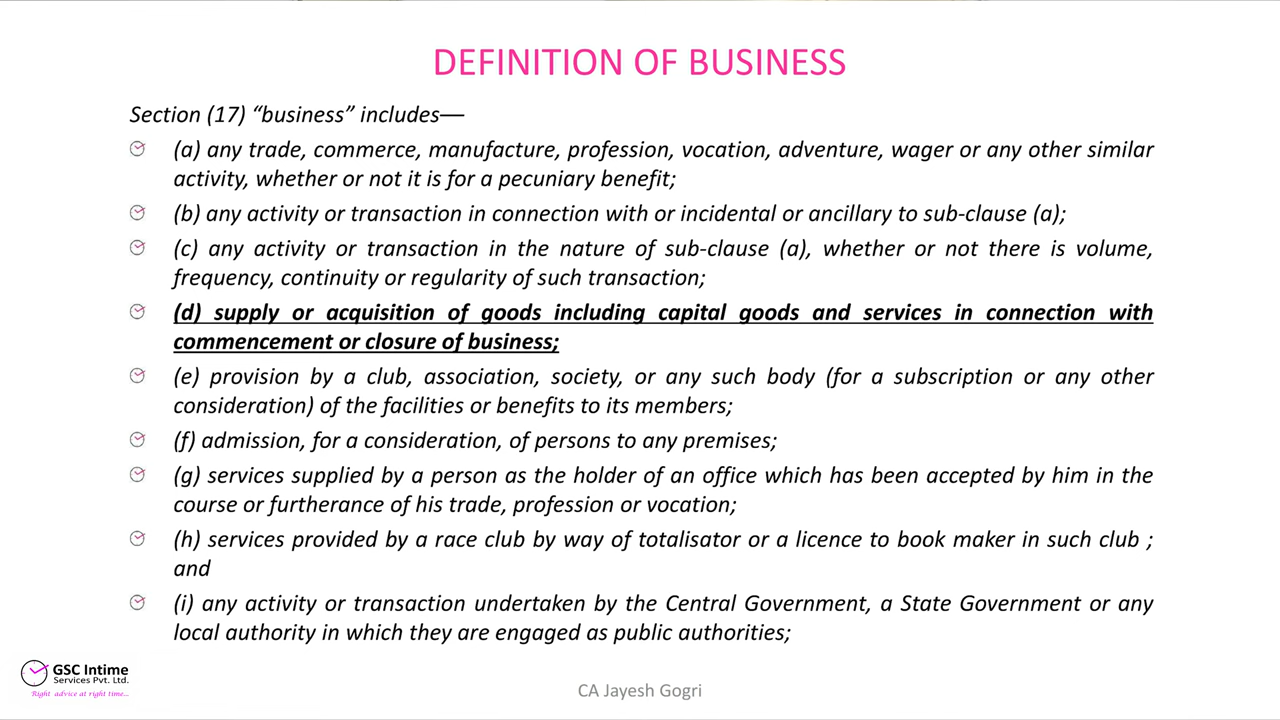 DEFINITION OF BUSINESS
Section (17) “business” includes––
(a) any trade, commerce, manufacture, profession, vocation, adventure, wager or any other similar
activity, whether or not it is for a pecuniary benefit;
(b) any activity or transaction in connection with or incidental or ancillary to sub-clause (a);
(c) any activity or transaction in the nature of sub-clause (a), whether or not there is volume,
frequency, continuity or regularity of such transaction;
(d) supply or acquisition of goods including capital goods and services in connection with
commencement or closure of business;
(e) provision by a club, association, society, or any such body (for a subscription or any other
consideration) of the facilities or benefits to its members;
(f) admission, for a consideration, of persons to any premises;
(g) services supplied by a person as the holder of an office which has been accepted by him in the
course or furtherance of his trade, profession or vocation;
(h) services provided by a race club by way of totalisator or a licence to book maker in such club ;
and
(i) any activity or transaction undertaken by the Central Government, a State Government or any
local authority in which they are engaged as public authorities;
GSC Intime
Services Pvt. Ltd.
Right advice at right time...
CA Jayesh Gogri